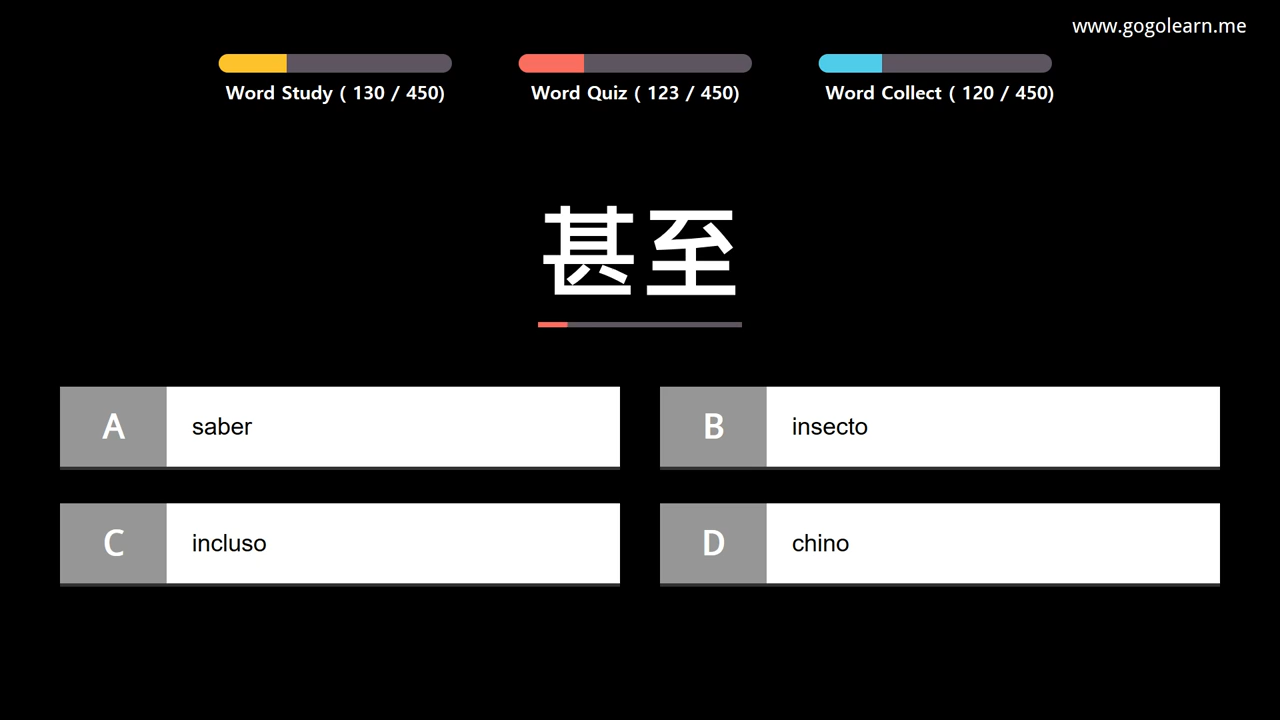 www.gogolearn.me
Word Study ( 130 / 450)
Word Quiz ( 123 / 450)
Word Collect ( 120 / 450)
甚至
A saber
B insecto
C incluso
D chino